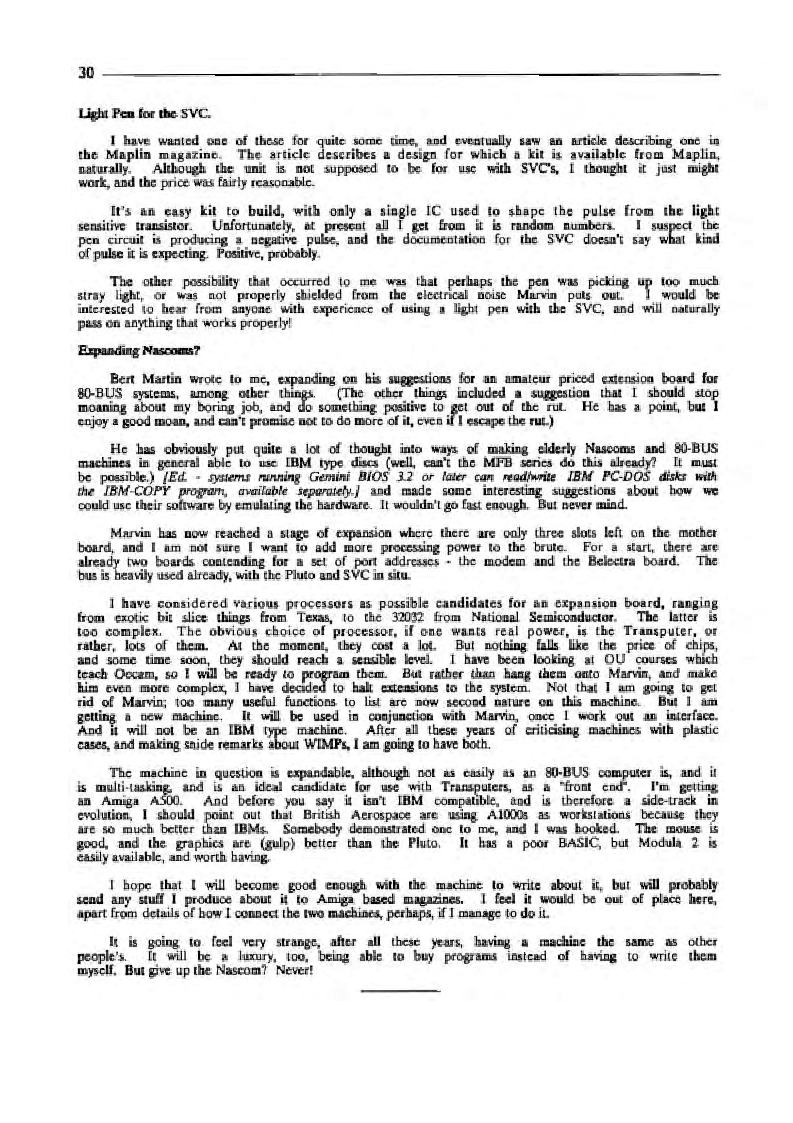 30
Light Pen for the SVC.
I have wanted one of these for quite some time, and eventually saw an article describing one in
the Maplin magazine. The article describes a design for which a kit is available from Maplin,
naturally. Although the unit is not supposed to be for use with SVC's, I thought it just might
work, and the price was fairly reasonable.
It's an easy kit to build, with only a single IC used to shape the pulse from the light
sensitive transistor. Unfortunately, at present all I get from it is random numbers. I suspect the
pen circuit is producing a negative pulse, and the documentation for the SVC doesn't say what kind
of pulse it is expecting. Positive, probably.
The other possibility that occurred to me was that perhaps the pen was picking up too much
stray light, or was not properly shielded from the electrical noise Marvin puts out. I would be
interested to hear from anyone with experience of using a light pen with the SVC, and will naturally
pass on anything that works properly!
Expanding Nascoms?
Bert Martin wrote to me, expanding on his suggestions for an amateur priced extension board for
80-BUS systems, among other things. (The other things included a suggestion that I should stop
moaning about my boring job, and do something positive to get out of the rut. He has a point, but I
enjoy a good moan, and can't promise not to do more of it, even if I escape the rut.)
He has obviously put quite a lot of thought into ways of making elderly Nascoms and 80-BUS
machines in general able to use IBM type discs (well, can't the MFB series do this already? It must
be possible.) [Ed. - systems running Gemini BIOS 3.2 or later can read/write IBM PC-DOS disks with
the IBM-COPY program, available separately.] and made some interesting suggestions about how we
could use their software by emulating the hardware. It wouldn't go fast enough. But never mind.
Marvin has now reached a stage of expansion where there are only three slots left on the mother
board, and I am not sure I want to add more processing power to the brute. For a start, there are
already two boards contending for a set of port addresses - the modem and the Belectra board. The
bus is heavily used already, with the Pluto and SVC in situ.
I have considered various processors as possible candidates for an expansion board, ranging
from exotic bit slice things from Texas, to the 32032 from National Semiconductor. The latter is
too complex. The obvious choice of processor, if one wants real power, is the Transputer, or
rather, lots of them. At the moment, they cost a lot. But nothing falls like the price of chips,
and some time soon, they should reach a sensible level. I have been looking at OU courses which
teach Occam, so I will be ready to program them. But rather than hang them onto Marvin, and make
him even more complex, I have decided to halt extensions to the system. Not that I am going to get
rid of Marvin; too many useful functions to list are now second nature on this machine. But I am
getting a new machine. It will be used in conjunction with Marvin, once I work out an interface.
And it will not be an IBM type machine. After all these years of criticising machines with plastic
cases, and making snide remarks about WIMPs, I am going to have both.
The machine in question is expandable, although not as easily as an 80-BUS computer is, and it
is multi-tasking, and is an ideal candidate for use with Transputers, as a "front end". I'm getting
an Amiga A500. And before you say it isn't IBM compatible, and is therefore a side-track in
evolution, I should point out that British Aerospace are using A1000s as workstations because they
are so much better than IBMs. Somebody demonstrated one to me, and I was hooked. The mouse is
good, and the graphics are (gulp) better than the Pluto. It has a poor BASIC, but Modula 2 is
easily available, and worth having.
I hope that I will become good enough with the machine to write about it, but will probably
send any stuff I produce about it to Amiga based magazines. I feel it would be out of place here,
apart from details of how I connect the two machines, perhaps, if I manage to do it.
It is going to feel very strange, after all these years, having a machine the same as other
people's. It will be a luxury, too, being able to buy programs instead of having to write them
myself. But give up the Nascom? Never!